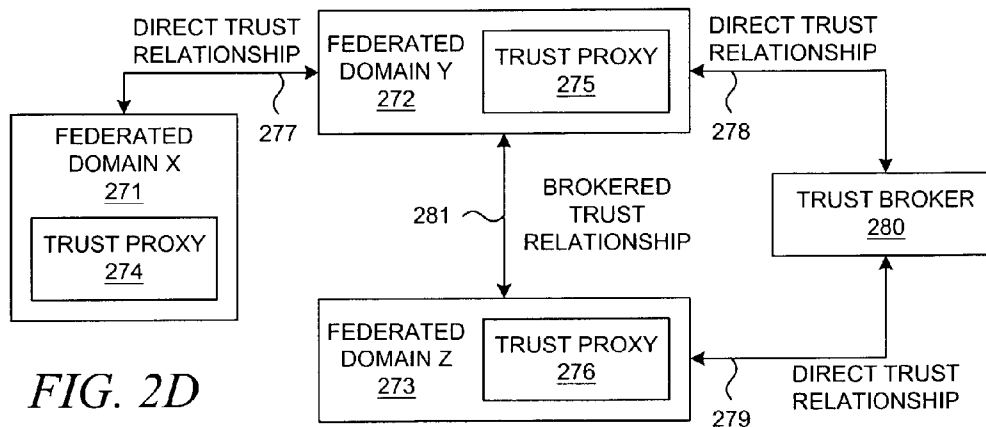 DIRECT TRUST
RELATIONSHIP
277
FEDERATED
DOMAIN X
271
TRUST PROXY
274
FEDERATED
DOMAIN Y
272
TRUST PROXY
275
DIRECT TRUST
RELATIONSHIP
278
281
BROKERED
TRUST
RELATIONSHIP
TRUST BROKER
280
FEDERATED
DOMAIN Z
273
TRUST PROXY
276
279
DIRECT TRUST
RELATIONSHIP
FIG. 2D